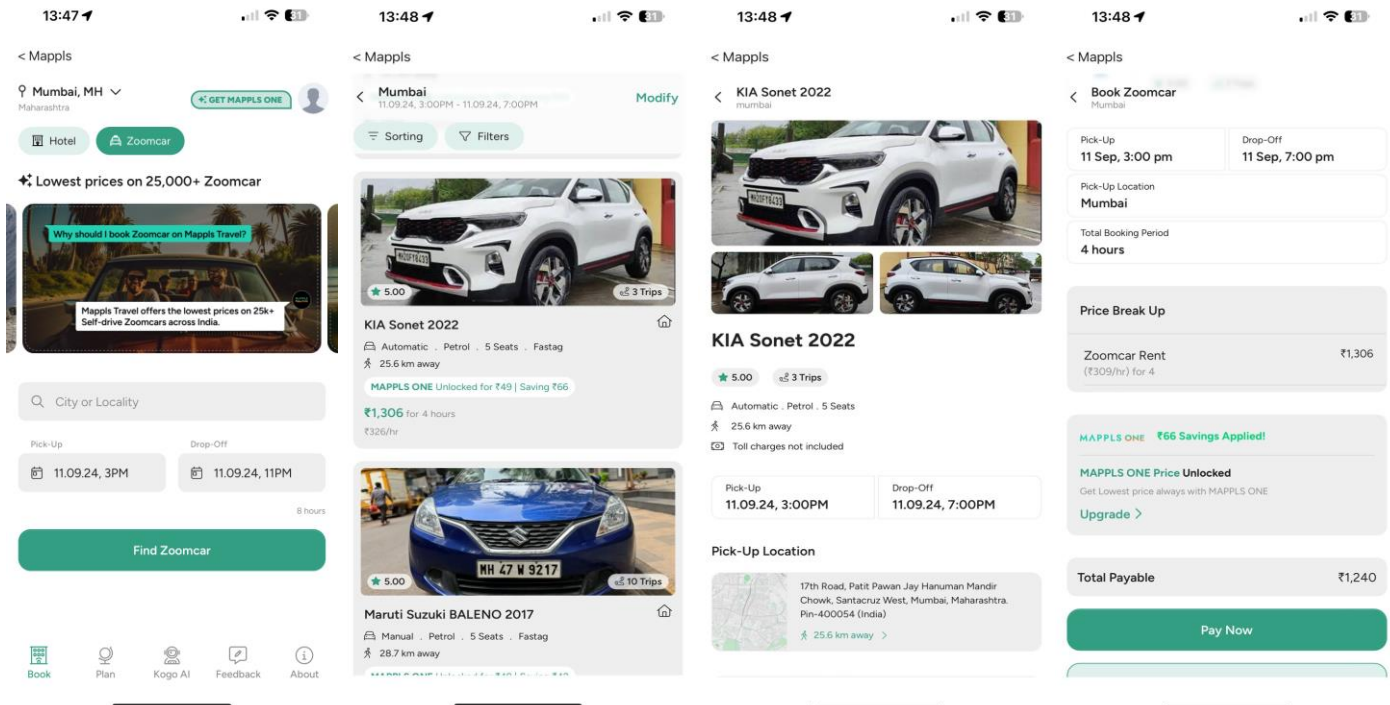 13:47
31
< Mappls
Mumbai, MH
Maharashtra
GET MAPPLS ONE
Hotel
Zoomcar
Lowest prices on 25,000+ Zoomcar
Why should I book Zoomcar on Mappls Travel?
Mappls Travel offers the lowest prices on 25k+
Self-drive Zoomcars across India.
City or Locality
Pick-Up
Drop-Off
11.09.24, 3PM
11.09.24, 11PM
8 hours
Find Zoomcar
Book
Plan
Kogo AI
Feedback
About
13:48
31
< Mappls
Mumbai
11.09.24, 3:00PM - 11.09.24, 7:00PM
Modify
Sorting
Filters
5.00
3 Trips
KIA Sonet 2022
Automatic . Petrol . 5 Seats . Fastag
25.6 km away
MAPPLS ONE Unlocked for ₹49 | Saving ₹66
₹1,306 for 4 hours
₹326/hr
MH 47 W 9217
5.00
10 Trips
Maruti Suzuki BALENO 2017
Manual . Petrol . 5 Seats . Fastag
28.7 km away
13:48
31
< Mappls
KIA Sonet 2022
mumbai
KIA Sonet 2022
5.00
3 Trips
Automatic . Petrol . 5 Seats
25.6 km away
Toll charges not included
Pick-Up
11.09.24, 3:00PM
Drop-Off
11.09.24, 7:00PM
Pick-Up Location
17th Road, Patit Pawan Jay Hanuman Mandir
Chowk, Santacruz West, Mumbai, Maharashtra.
Pin-400054 (India)
25.6 km away >
13:48
31
< Mappls
Book Zoomcar
Mumbai
Pick-Up
11 Sep, 3:00 pm
Drop-Off
11 Sep, 7:00 pm
Pick-Up Location
Mumbai
Total Booking Period
4 hours
Price Break Up
Zoomcar Rent
₹1,306
(₹309/hr) for 4
MAPPLS ONE ₹66 Savings Applied!
MAPPLS ONE Price Unlocked
Get Lowest price always with MAPPLS ONE
Upgrade >
Total Payable
₹1,240
Pay Now